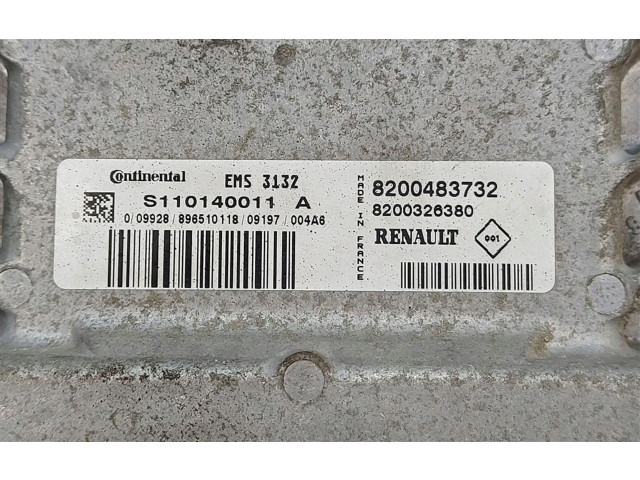 Continental EMS 3132
S110140011 A
0/09928/896510118/09197/004A6
MADE IN FRANCE
8200483732
8200326380
RENAULT 001